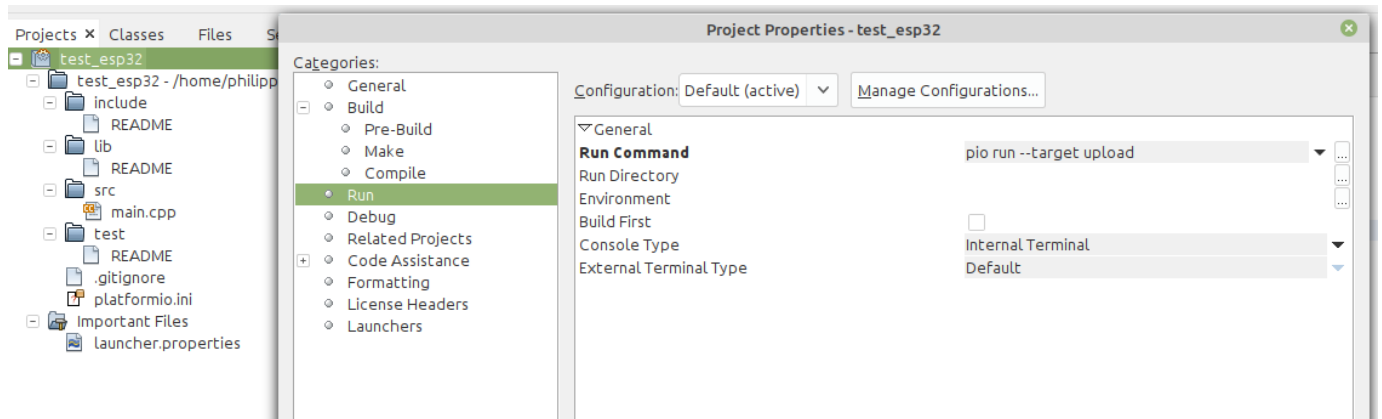 Project Properties - test_esp32
Projects × Classes Files
test_esp32
test_esp32 - /home/philipp
include
README
lib
README
src
main.cpp
test
README
.gitignore
platformio.ini
Important Files
launcher.properties
Categories:
General
Build
Pre-Build
Make
Compile
Run
Debug
Related Projects
Code Assistance
Formatting
License Headers
Launchers
Configuration: Default (active) Manage Configurations...
General
Run Command pio run --target upload ...
Run Directory ...
Environment ...
Build First
Console Type Internal Terminal
External Terminal Type Default